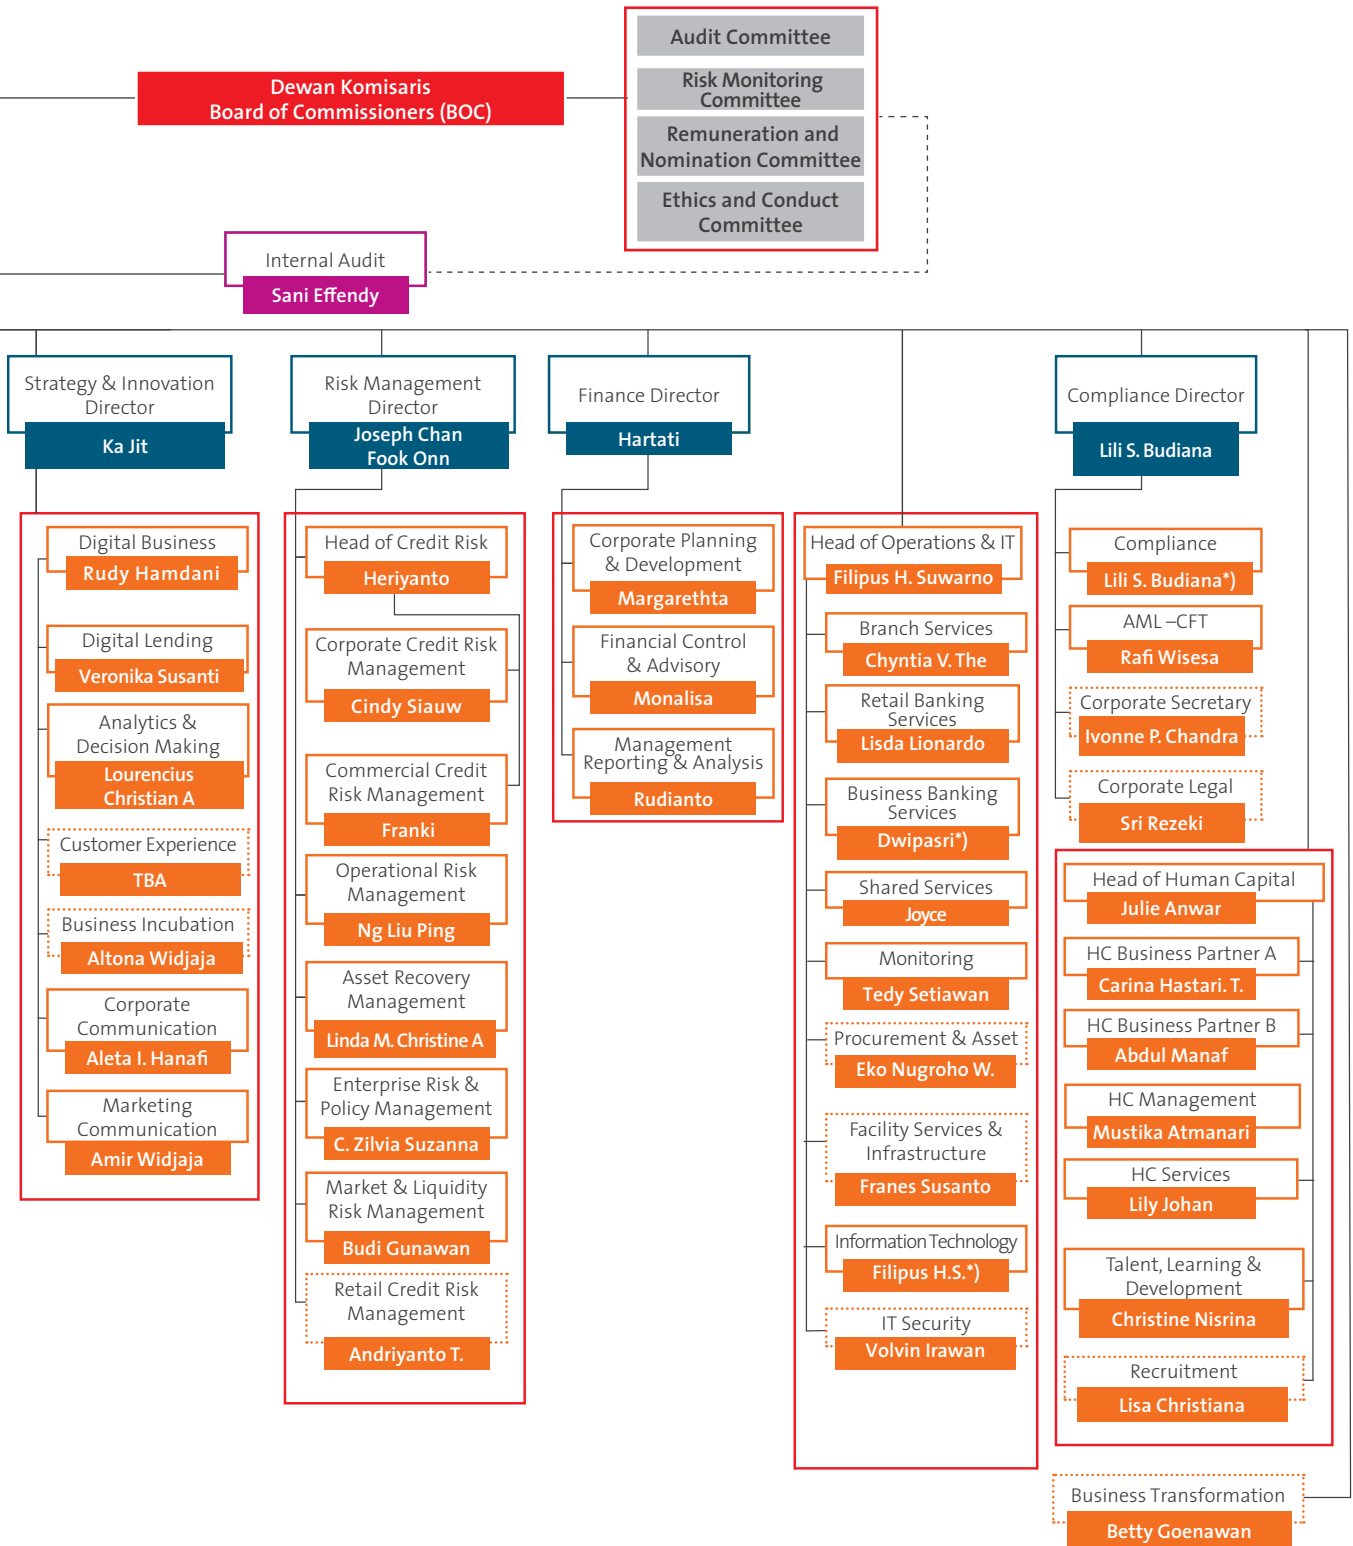 Audit Committee
Risk Monitoring
Committee
Remuneration and
Nomination Committee
Ethics and Conduct
Committee
Dewan Komisaris
Board of Commissioners (BOC)
Internal Audit
Sani Effendy
Strategy & Innovation
Director
Ka Jit
Digital Business
Rudy Hamdani
Digital Lending
Veronika Susanti
Analytics &
Decision Making
Lourencius
Christian A
Customer Experience
TBA
Business Incubation
Altona Widjaja
Corporate
Communication
Aleta I. Hanafi
Marketing
Communication
Amir Widjaja
Risk Management
Director
Joseph Chan
Fook Onn
Head of Credit Risk
Heriyanto
Corporate Credit Risk
Management
Cindy Siauw
Commercial Credit
Risk Management
Franki
Operational Risk
Management
Ng Liu Ping
Asset Recovery
Management
Linda M. Christine A
Enterprise Risk &
Policy Management
C. Zilvia Suzanna
Market & Liquidity
Risk Management
Budi Gunawan
Retail Credit Risk
Management
Andriyanto T.
Finance Director
Hartati
Corporate Planning
& Development
Margarethta
Financial Control
& Advisory
Monalisa
Management
Reporting & Analysis
Rudianto
Head of Operations & IT
Filipus H. Suwarno
Branch Services
Chyntia V. The
Retail Banking
Services
Lisda Lionardo
Business Banking
Services
Dwipasri*)
Shared Services
Joyce
Monitoring
Tedy Setiawan
Procurement & Asset
Eko Nugroho W.
Facility Services &
Infrastructure
Franes Susanto
Information Technology
Filipus H.S.*)
IT Security
Volvin Irawan
Compliance Director
Lili S. Budiana
Compliance
Lili S. Budiana*)
AML –CFT
Rafi Wisesa
Corporate Secretary
Ivonne P. Chandra
Corporate Legal
Sri Rezeki
Head of Human Capital
Julie Anwar
HC Business Partner A
Carina Hastari. T.
HC Business Partner B
Abdul Manaf
HC Management
Mustika Atmanari
HC Services
Lily Johan
Talent, Learning &
Development
Christine Nisrina
Recruitment
Lisa Christiana
Business Transformation
Betty Goenawan